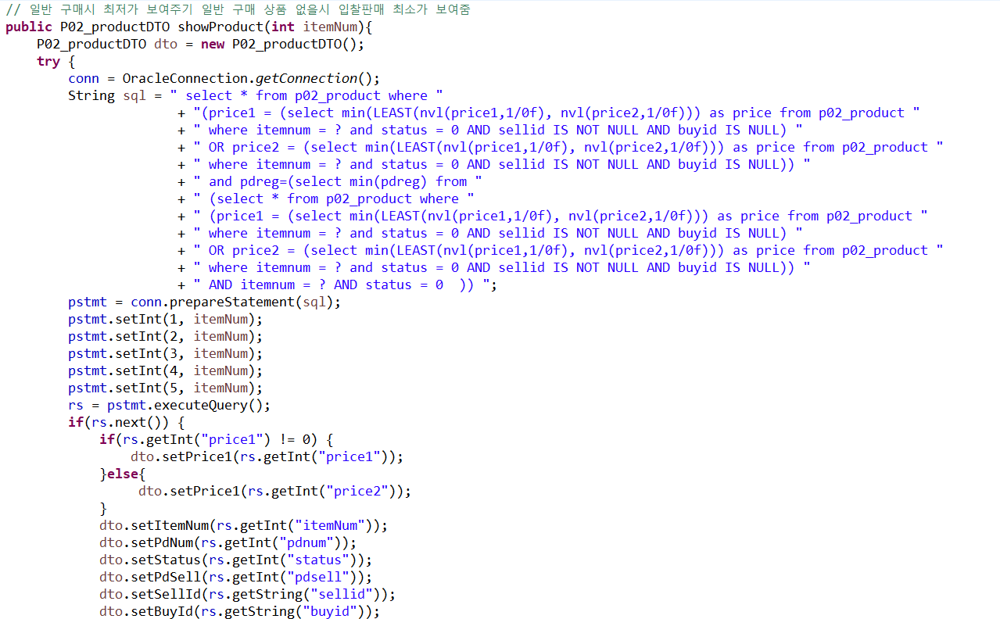 // 일반 구매시 최저가 보여주기 일반 구매 상품 없을시 입찰판매 최소가 보여줌
public P02_productDTO showProduct(int itemNum){
    P02_productDTO dto = new P02_productDTO();
    try {
        conn = OracleConnection.getConnection();
        String sql = " select * from p02_product where "
                      + "(price1 = (select min(LEAST(nvl(price1,1/0f), nvl(price2,1/0f))) as price from p02_product "
                      + " where itemnum = ? and status = 0 AND sellid IS NOT NULL AND buyid IS NULL) "
                      + " OR price2 = (select min(LEAST(nvl(price1,1/0f), nvl(price2,1/0f))) as price from p02_product "
                      + " where itemnum = ? and status = 0 AND sellid IS NOT NULL AND buyid IS NULL)) "
                      + " and pdreg=(select min(pdreg) from "
                      + " (select * from p02_product where "
                      + " (price1 = (select min(LEAST(nvl(price1,1/0f), nvl(price2,1/0f))) as price from p02_product "
                      + " where itemnum = ? and status = 0 AND sellid IS NOT NULL AND buyid IS NULL) "
                      + " OR price2 = (select min(LEAST(nvl(price1,1/0f), nvl(price2,1/0f))) as price from p02_product "
                      + " where itemnum = ? and status = 0 AND sellid IS NOT NULL AND buyid IS NULL)) "
                      + " AND itemnum = ? AND status = 0  )) ";
        pstmt = conn.prepareStatement(sql);
        pstmt.setInt(1, itemNum);
        pstmt.setInt(2, itemNum);
        pstmt.setInt(3, itemNum);
        pstmt.setInt(4, itemNum);
        pstmt.setInt(5, itemNum);
        rs = pstmt.executeQuery();
        if(rs.next()) {
            if(rs.getInt("price1") != 0) {
                dto.setPrice1(rs.getInt("price1"));
            }else{
                 dto.setPrice1(rs.getInt("price2"));
            }
            dto.setItemNum(rs.getInt("itemNum"));
            dto.setPdNum(rs.getInt("pdnum"));
            dto.setStatus(rs.getInt("status"));
            dto.setPdSell(rs.getInt("pdsell"));
            dto.setSellId(rs.getString("sellid"));
            dto.setBuyId(rs.getString("buyid"));